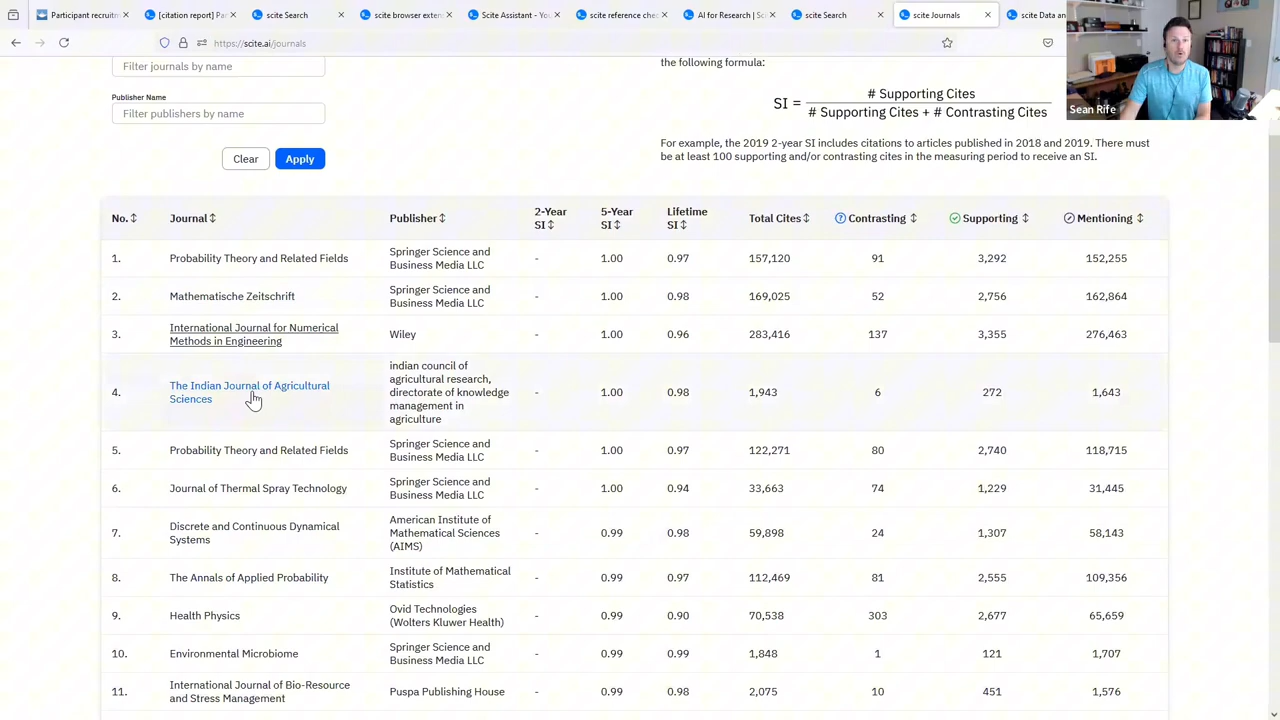 Participant recruitm
[citation report] Par
scite Search
scite browser exten
Scite Assistant - Yo
scite reference che
AI for Research | Sc
scite Search
scite Journals
scite Data an
https://scite.ai/journals
Sean Rife
Filter journals by name
Publisher Name
Filter publishers by name
Clear
Apply
the following formula:
SI =
# Supporting Cites
# Supporting Cites + # Contrasting Cites
For example, the 2019 2-year SI includes citations to articles published in 2018 and 2019. There must
be at least 100 supporting and/or contrasting cites in the measuring period to receive an SI.
No. Journal Publisher 2-Year SI 5-Year SI Lifetime SI Total Cites Contrasting Supporting Mentioning
1. Probability Theory and Related Fields Springer Science and Business Media LLC - 1.00 0.97 157,120 91 3,292 152,255
2. Mathematische Zeitschrift Springer Science and Business Media LLC - 1.00 0.98 169,025 52 2,756 162,864
3. International Journal for Numerical Methods in Engineering Wiley - 1.00 0.96 283,416 137 3,355 276,463
4. The Indian Journal of Agricultural Sciences indian council of agricultural research, directorate of knowledge management in agriculture - 1.00 0.98 1,943 6 272 1,643
5. Probability Theory and Related Fields Springer Science and Business Media LLC - 1.00 0.97 122,271 80 2,740 118,715
6. Journal of Thermal Spray Technology Springer Science and Business Media LLC - 1.00 0.94 33,663 74 1,229 31,445
7. Discrete and Continuous Dynamical Systems American Institute of Mathematical Sciences (AIMS) - 0.99 0.98 59,898 24 1,307 58,143
8. The Annals of Applied Probability Institute of Mathematical Statistics - 0.99 0.97 112,469 81 2,555 109,356
9. Health Physics Ovid Technologies (Wolters Kluwer Health) - 0.99 0.90 70,538 303 2,677 65,659
10. Environmental Microbiome Springer Science and Business Media LLC - 0.99 0.99 1,848 1 121 1,707
11. International Journal of Bio-Resource and Stress Management Puspa Publishing House - 0.99 0.98 2,075 10 451 1,576